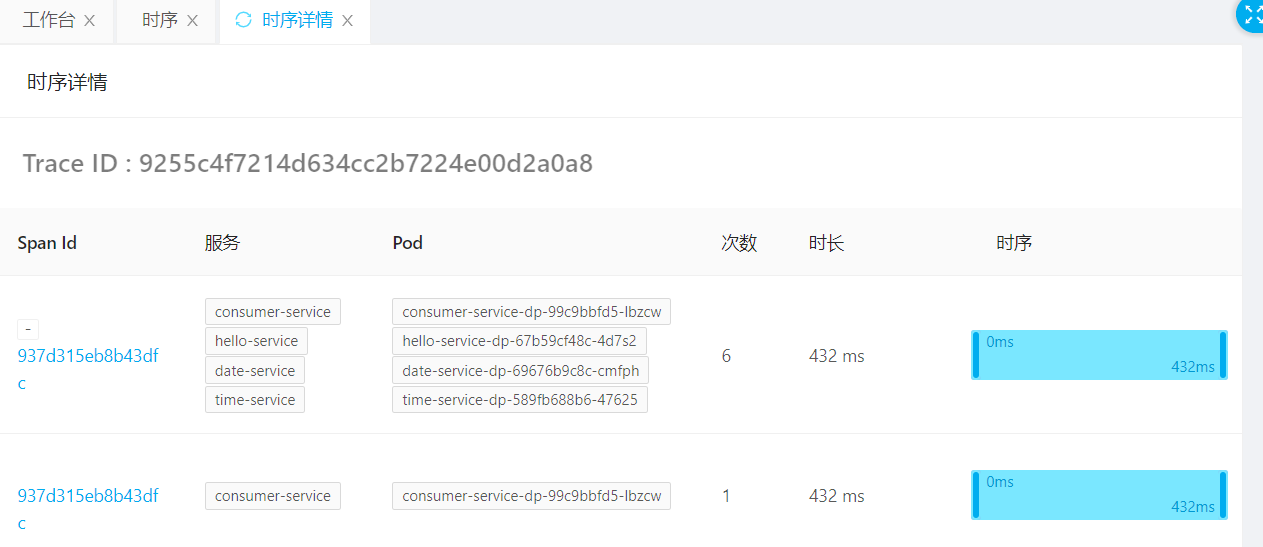 工作台 × 时序 × 时序详情 ×
时序详情
Trace ID : 9255c4f7214d634cc2b7224e00d2a0a8
Span Id 服务 Pod 次数 时长 时序
-
937d315eb8b43df
c
consumer-service
hello-service
date-service
time-service
consumer-service-dp-99c9bbfd5-lbzcw
hello-service-dp-67b59cf48c-4d7s2
date-service-dp-69676b9c8c-cmfph
time-service-dp-589fb688b6-47625
6
432 ms
0ms
432ms
937d315eb8b43df
c
consumer-service
consumer-service-dp-99c9bbfd5-lbzcw
1
432 ms
0ms
432ms